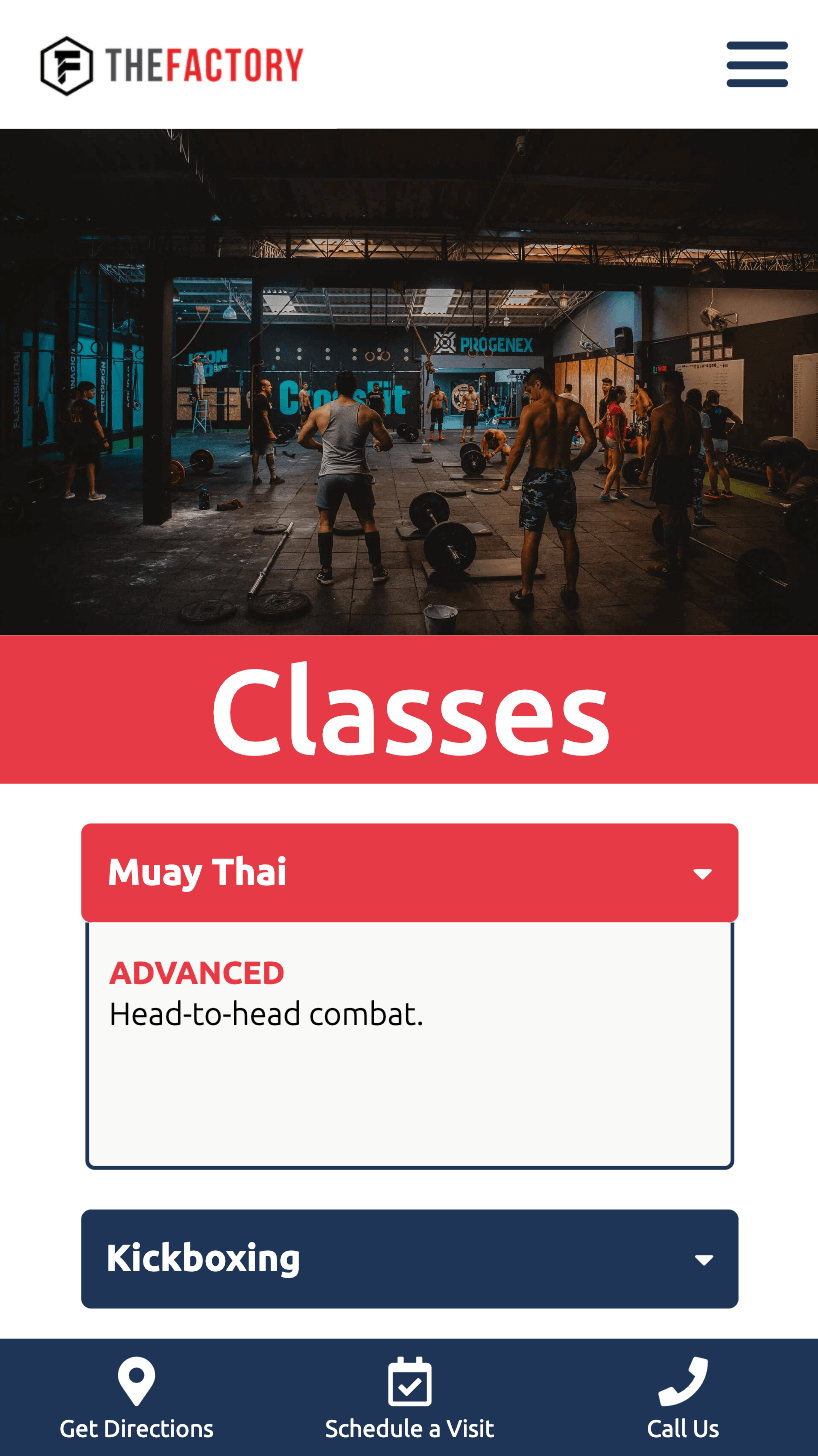 THEFACTORY
PROGENEX
CrossFit
Classes
Muay Thai
ADVANCED
Head-to-head combat.
Kickboxing
Get Directions
Schedule a Visit
Call Us